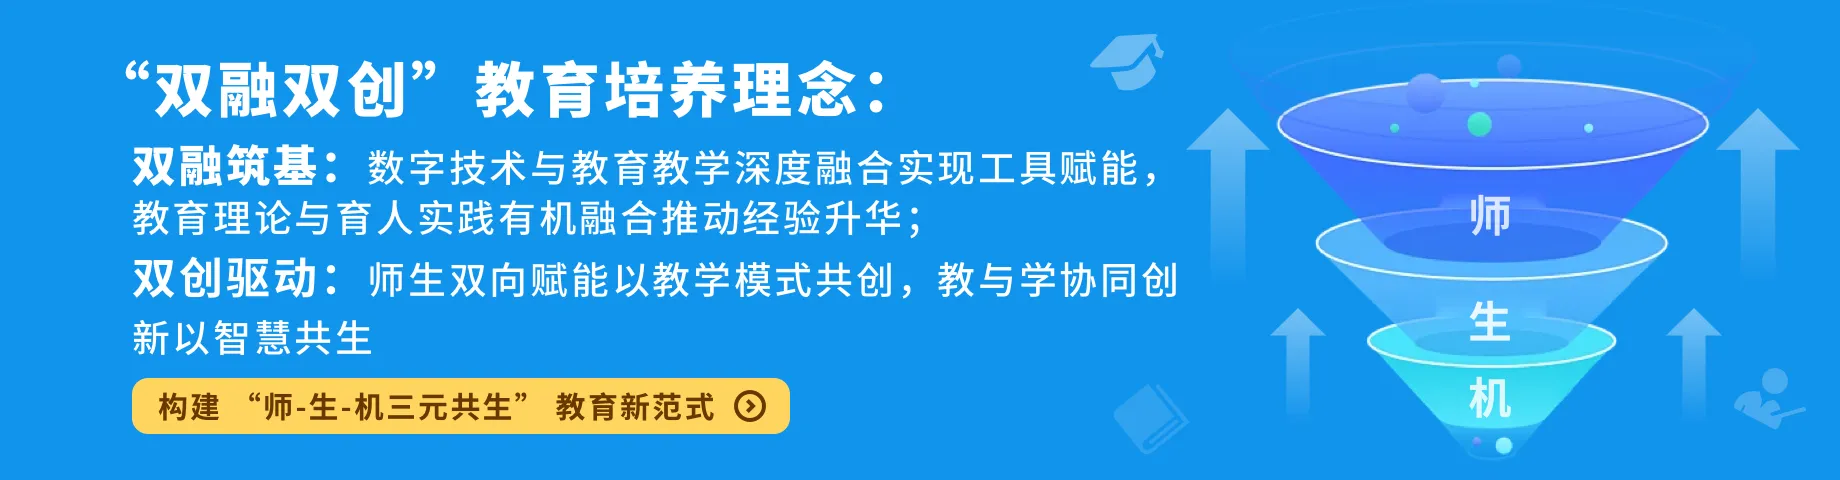 “双融双创”教育培养理念：
双融筑基：数字技术与教育教学深度融合实现工具赋能，
教育理论与育人实践有机融合推动经验升华；
双创驱动：师生双向赋能以教学模式共创，教与学协同创
新以智慧共生
构建 “师-生-机三元共生” 教育新范式
师
生
机